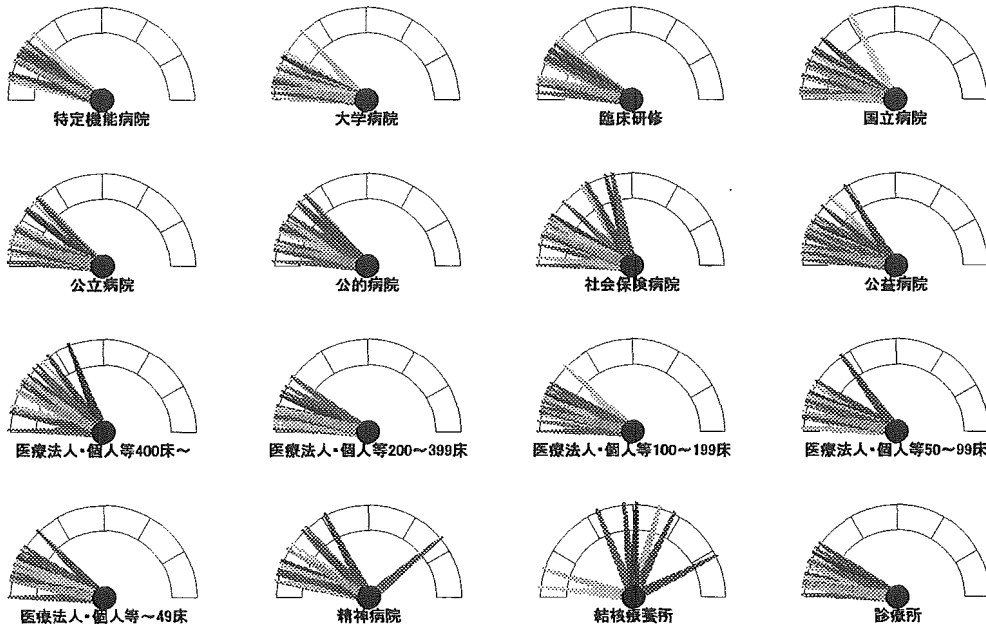 特定機能病院
大学病院
臨床研修
国立病院
公立病院
公的病院
社会保険病院
公益病院
医療法人・個人等400床～
医療法人・個人等200～399床
医療法人・個人等100～199床
医療法人・個人等50～99床
医療法人・個人等～49床
精神病院
結核療養所
診療所